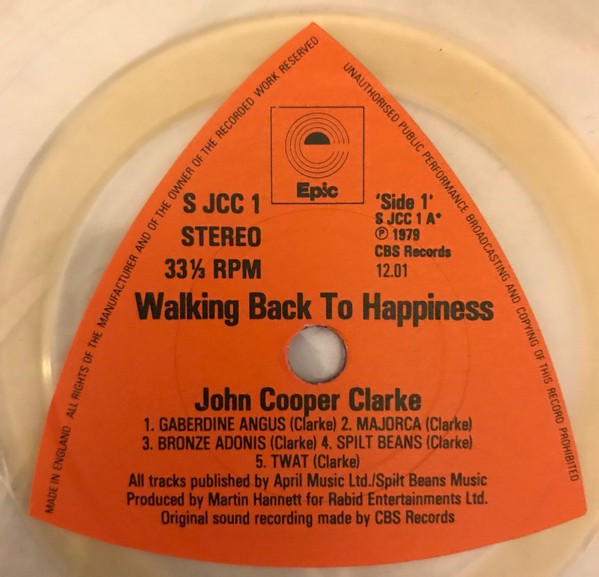 MADE IN ENGLAND ALL RIGHTS OF THE MANUFACTURER AND OF THE OWNER OF THE RECORDED WORK RESERVED
UNAUTHORISED PUBLIC PERFORMANCE BROADCASTING AND COPYING OF THIS RECORD PROHIBITED
Epic
S JCC 1
STEREO
33⅓ RPM
'Side 1'
S JCC 1 A*
Ⓟ 1979
CBS Records
12.01
Walking Back To Happiness
John Cooper Clarke
1. GABERDINE ANGUS (Clarke) 2. MAJORCA (Clarke)
3. BRONZE ADONIS (Clarke) 4. SPILT BEANS (Clarke)
5. TWAT (Clarke)
All tracks published by April Music Ltd./Spilt Beans Music
Produced by Martin Hannett for Rabid Entertainments Ltd.
Original sound recording made by CBS Records